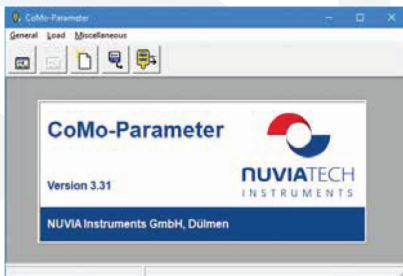 CoMo-Parameter
General Load Miscellaneous
CoMo-Parameter
NUVIATECH
INSTRUMENTS
Version 3.31
NUVIA Instruments GmbH, Dülmen